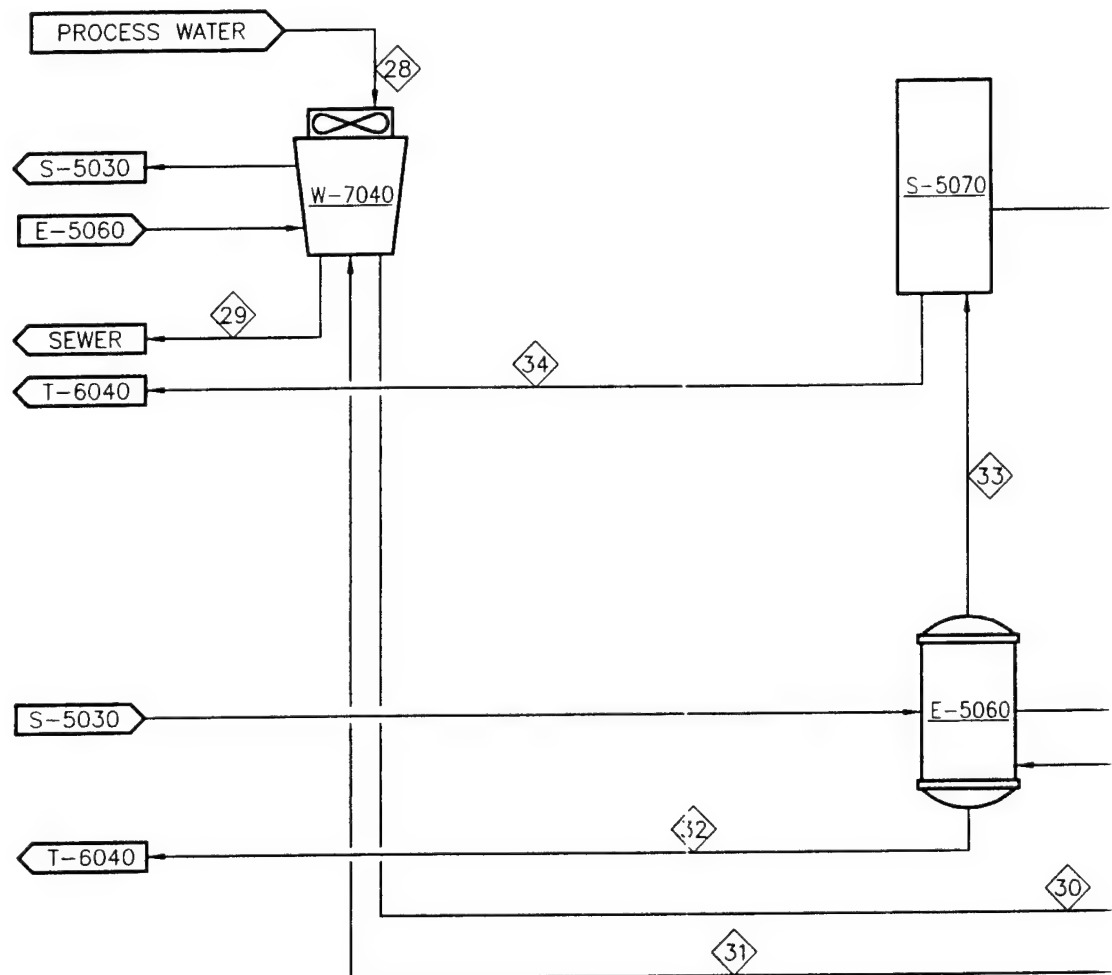 PROCESS WATER
28
S-5030
W-7040
S-5070
E-5060
29
SEWER
34
T-6040
33
S-5030
E-5060
32
T-6040
30
31